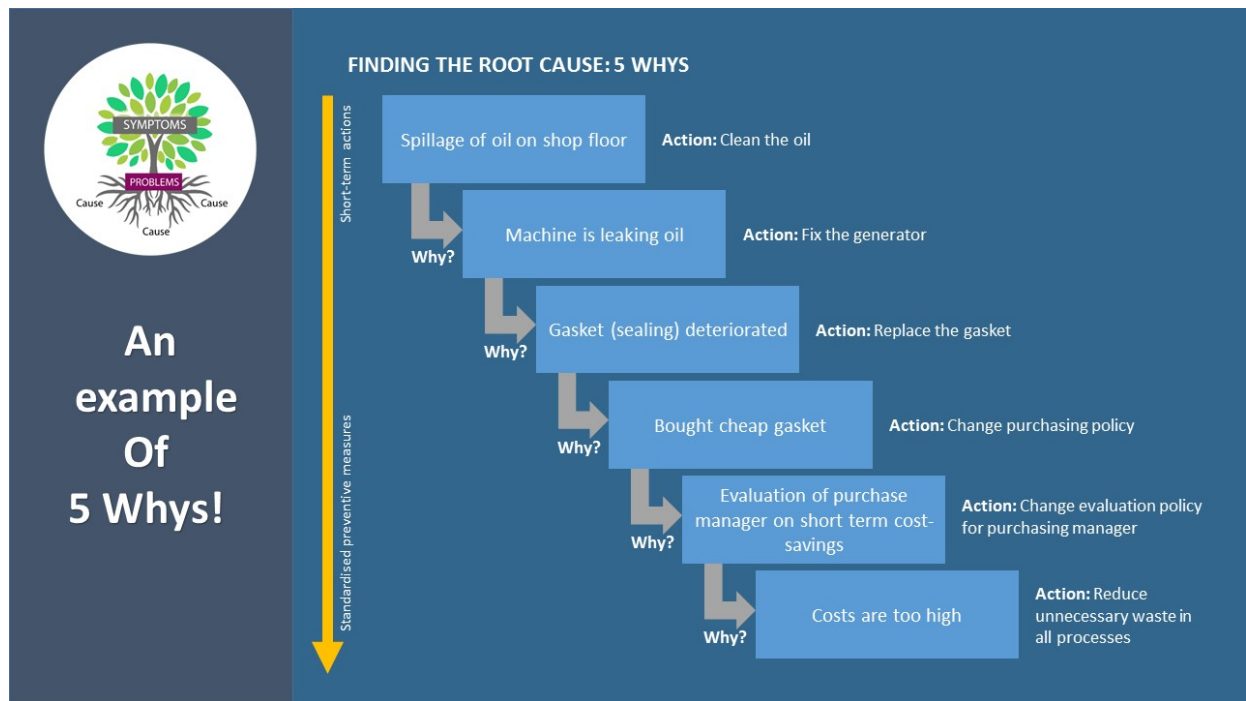 SYMPTOMS
PROBLEMS
Cause
Cause
Cause
An
example
Of
5 Whys!
FINDING THE ROOT CAUSE: 5 WHYS
Short-term actions
Standardised preventive measures
Spillage of oil on shop floor
Action: Clean the oil
Why?
Machine is leaking oil
Action: Fix the generator
Why?
Gasket (sealing) deteriorated
Action: Replace the gasket
Why?
Bought cheap gasket
Action: Change purchasing policy
Why?
Evaluation of purchase
manager on short term cost-
savings
Action: Change evaluation policy
for purchasing manager
Why?
Costs are too high
Action: Reduce
unnecessary waste in
all processes